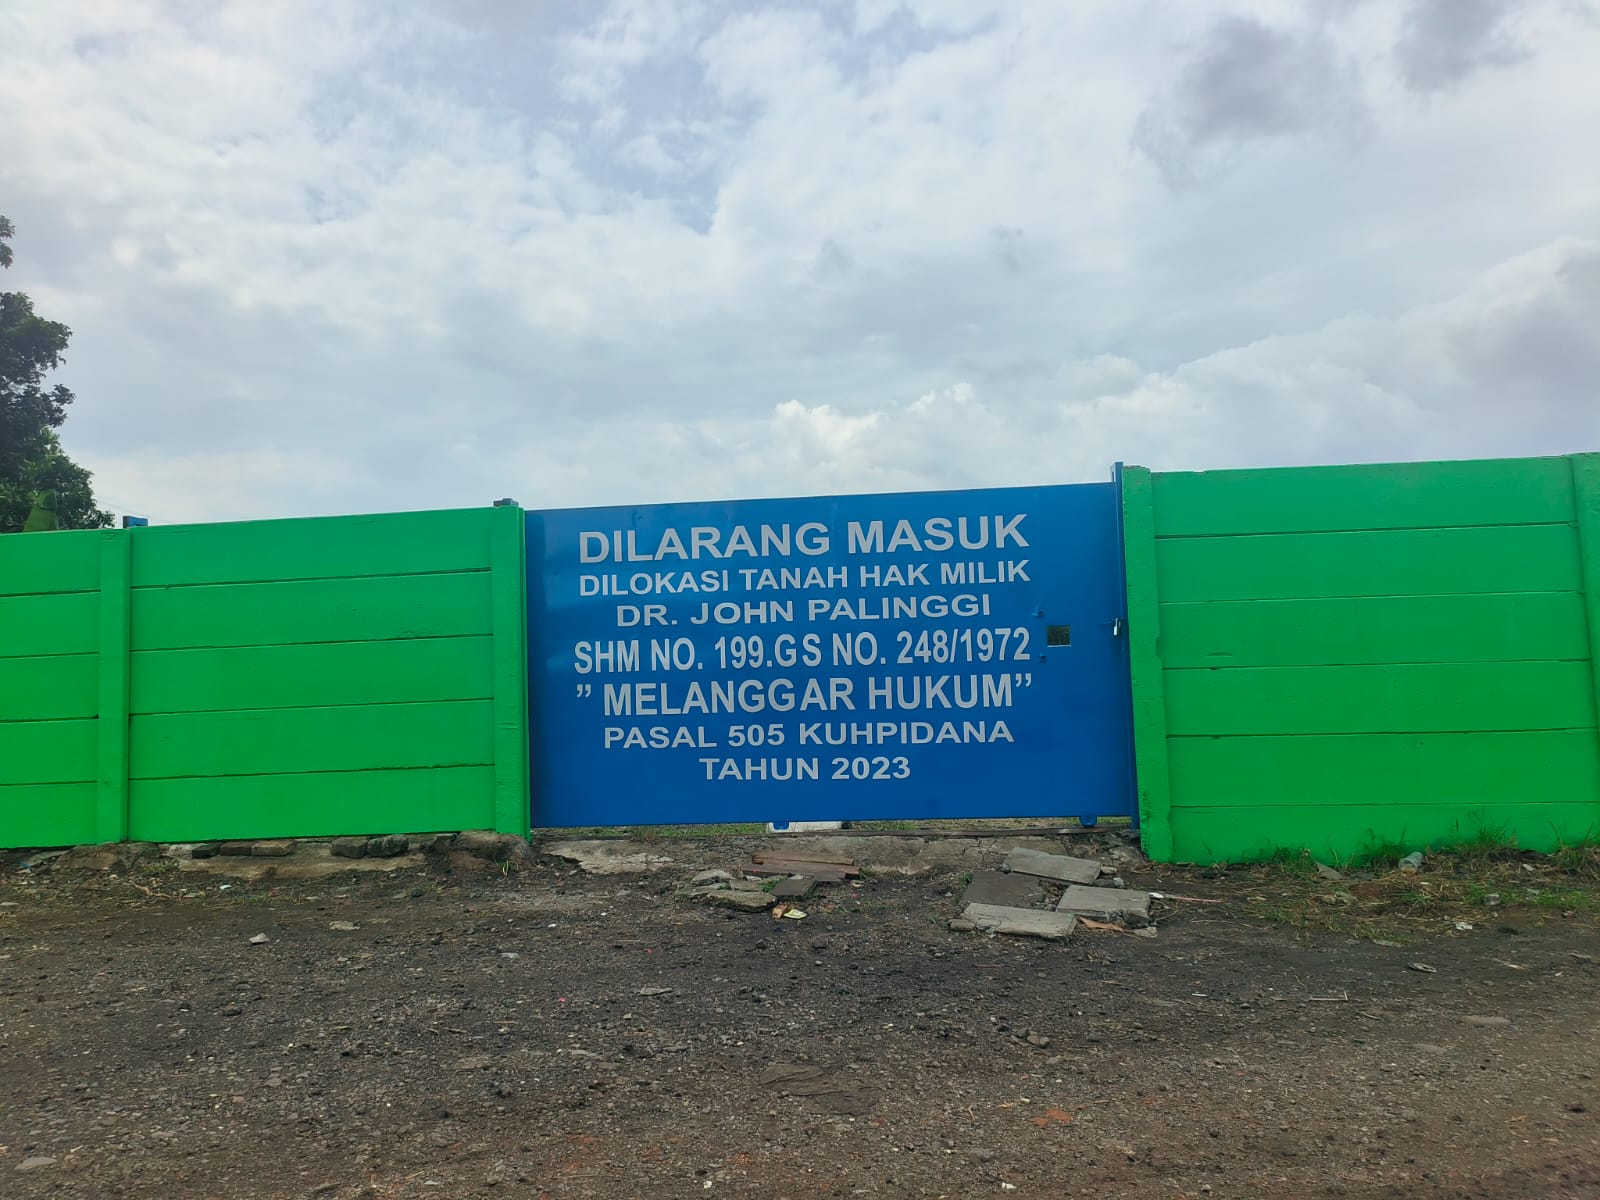 DILARANG MASUK
DILOKASI TANAH HAK MILIK
DR. JOHN PALINGGI
SHM NO. 199.GS NO. 248/1972
” MELANGGAR HUKUM”
PASAL 505 KUHPIDANA
TAHUN 2023